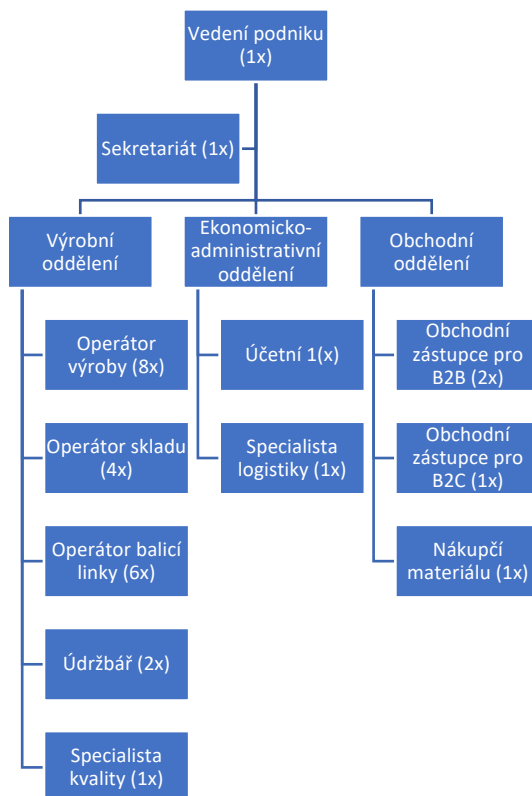 Vedení podniku
(1x)
Sekretariát (1x)
Výrobní
oddělení
Ekonomicko-
administrativní
oddělení
Obchodní
oddělení
Operátor
výroby (8x)
Operátor skladu
(4x)
Operátor balicí
linky (6x)
Údržbář (2x)
Specialista
kvality (1x)
Účetní 1(x)
Specialista
logistiky (1x)
Obchodní
zástupce pro
B2B (2x)
Obchodní
zástupce pro
B2C (1x)
Nákupčí
materiálu (1x)